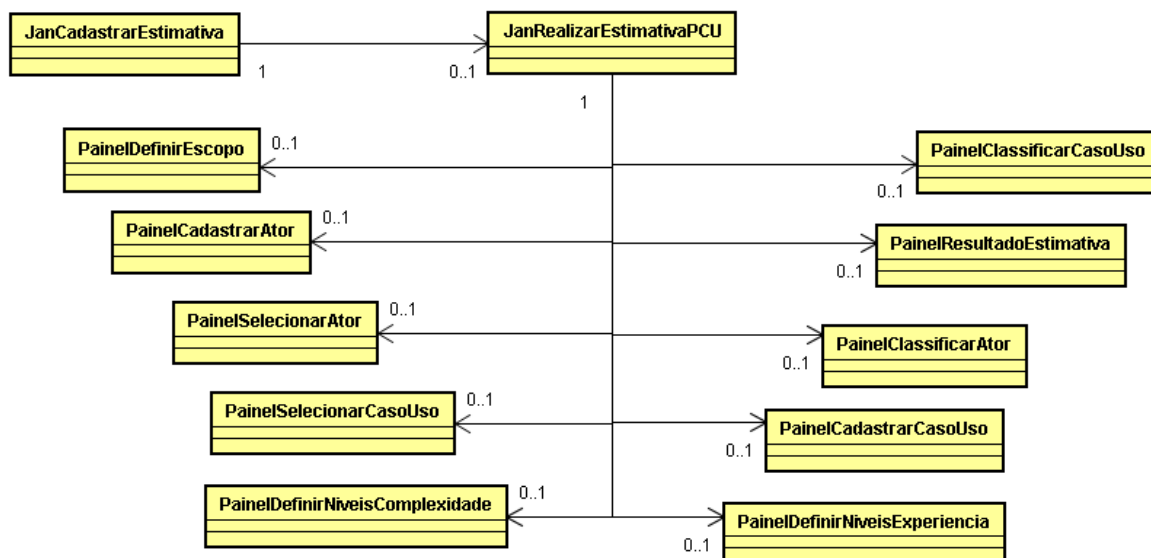 JanCadastrarEstimativa
JanRealizarEstimativaPCU
1
0..1
1
PainelDefinirEscopo
0..1
PainelClassificarCasoUso
0..1
PainelCadastrarAtor
0..1
PainelResultadoEstimativa
0..1
PainelSelecionarAtor
0..1
PainelClassificarAtor
0..1
PainelSelecionarCasoUso
0..1
PainelCadastrarCasoUso
0..1
PainelDefinirNiveisComplexidade
0..1
PainelDefinirNiveisExperiencia
0..1